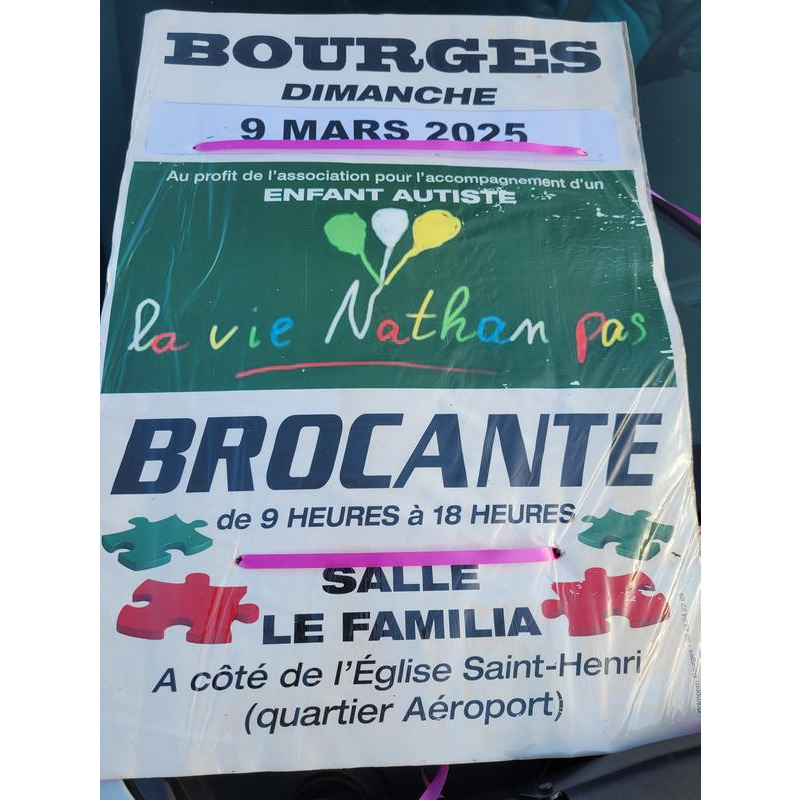 BOURGES
DIMANCHE
9 MARS 2025
Au profit de l'association pour l'accompagnement d'un
ENFANT AUTISTE
la vie Nathan pas
BROCANTE
de 9 HEURES à 18 HEURES
SALLE
LE FAMILIA
A côté de l'Église Saint-Henri
(quartier Aéroport)